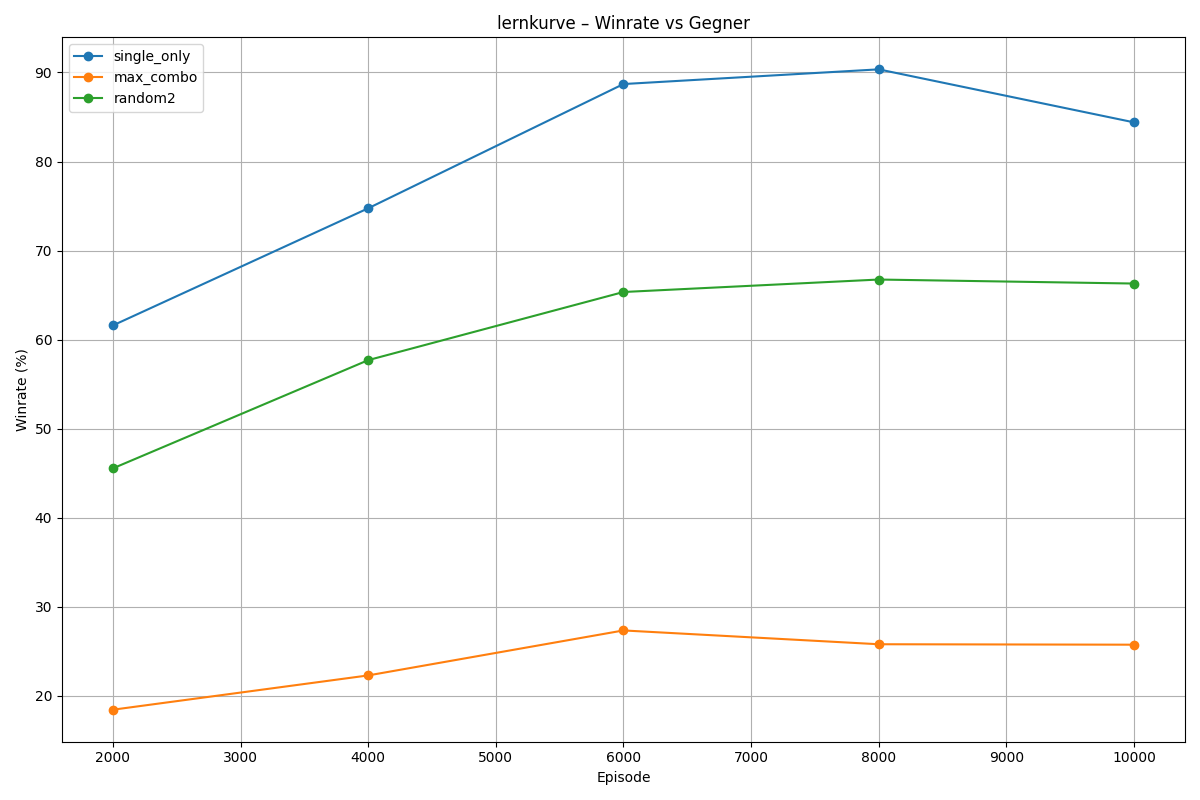 lernkurve – Winrate vs Gegner
single_only
max_combo
random2
Winrate (%)
90
80
70
60
50
40
30
20
2000 3000 4000 5000 6000 7000 8000 9000 10000
Episode